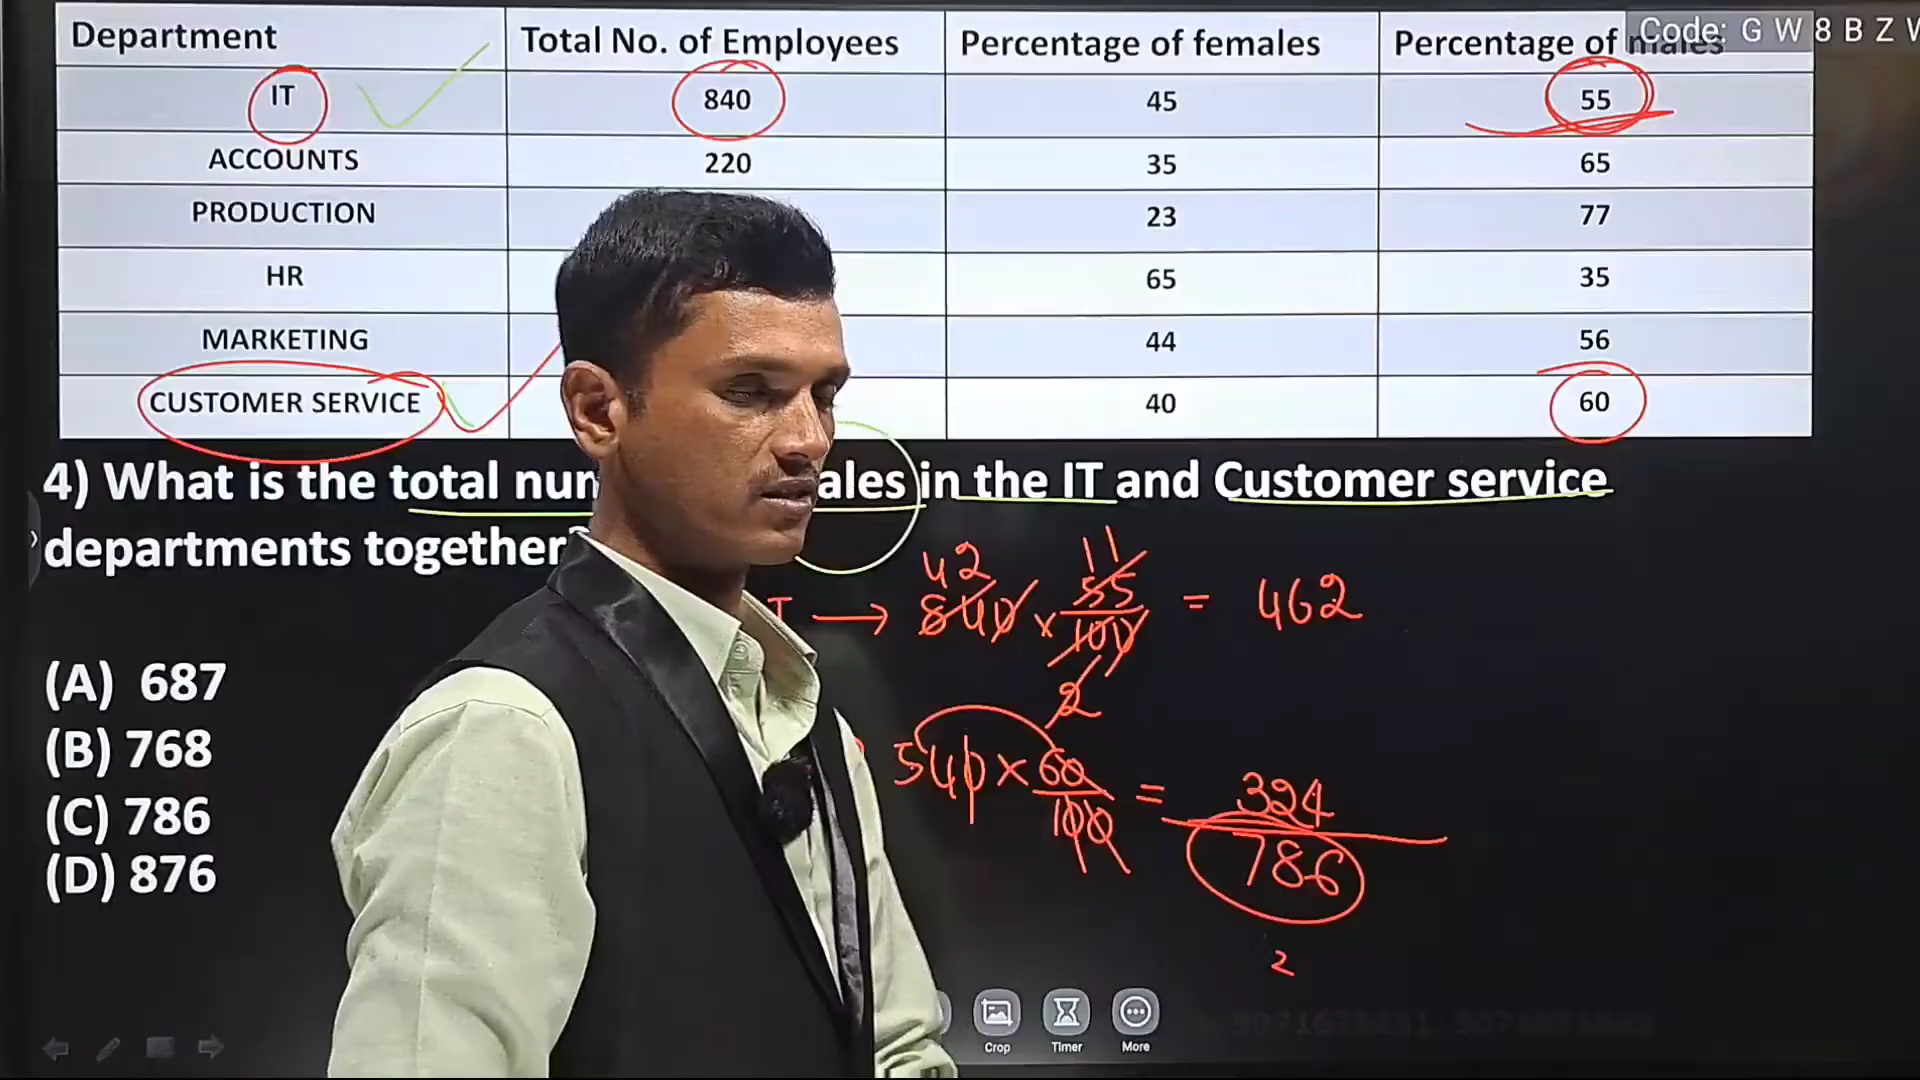 Department Total No. of Employees Percentage of females Percentage of males
Code: G W 8 B Z
IT 840 45 55
ACCOUNTS 220 35 65
PRODUCTION 23 77
HR 65 35
MARKETING 44 56
CUSTOMER SERVICE 40 60
4) What is the total in the IT and Customer service
departments together?
42 11
840 × 55/100 = 462
2
540 × 60/100 = 324
786
2
(A) 687
(B) 768
(C) 786
(D) 876
Crop Timer More